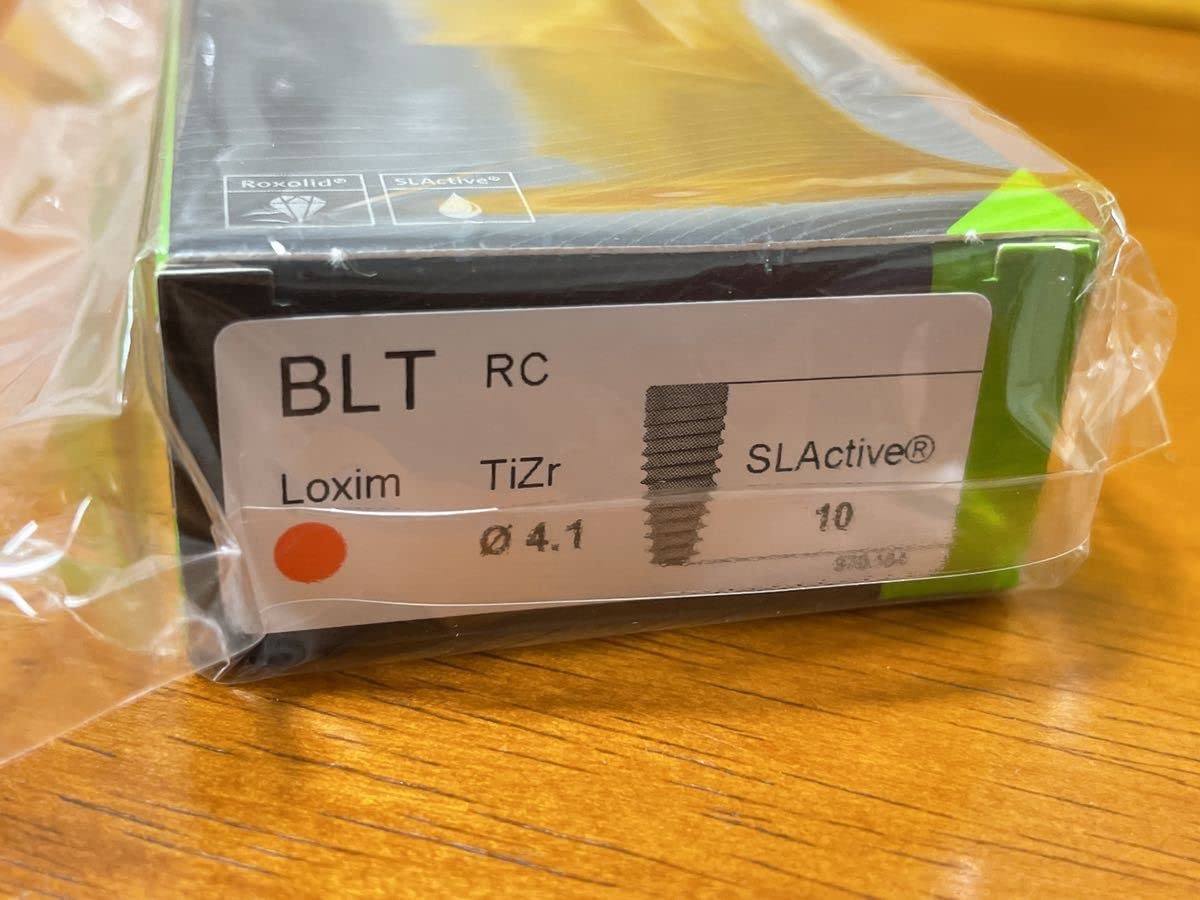 Roxolid®
SLActive®
BLT RC
Loxim TiZr
SLActive®
Ø 4.1
10